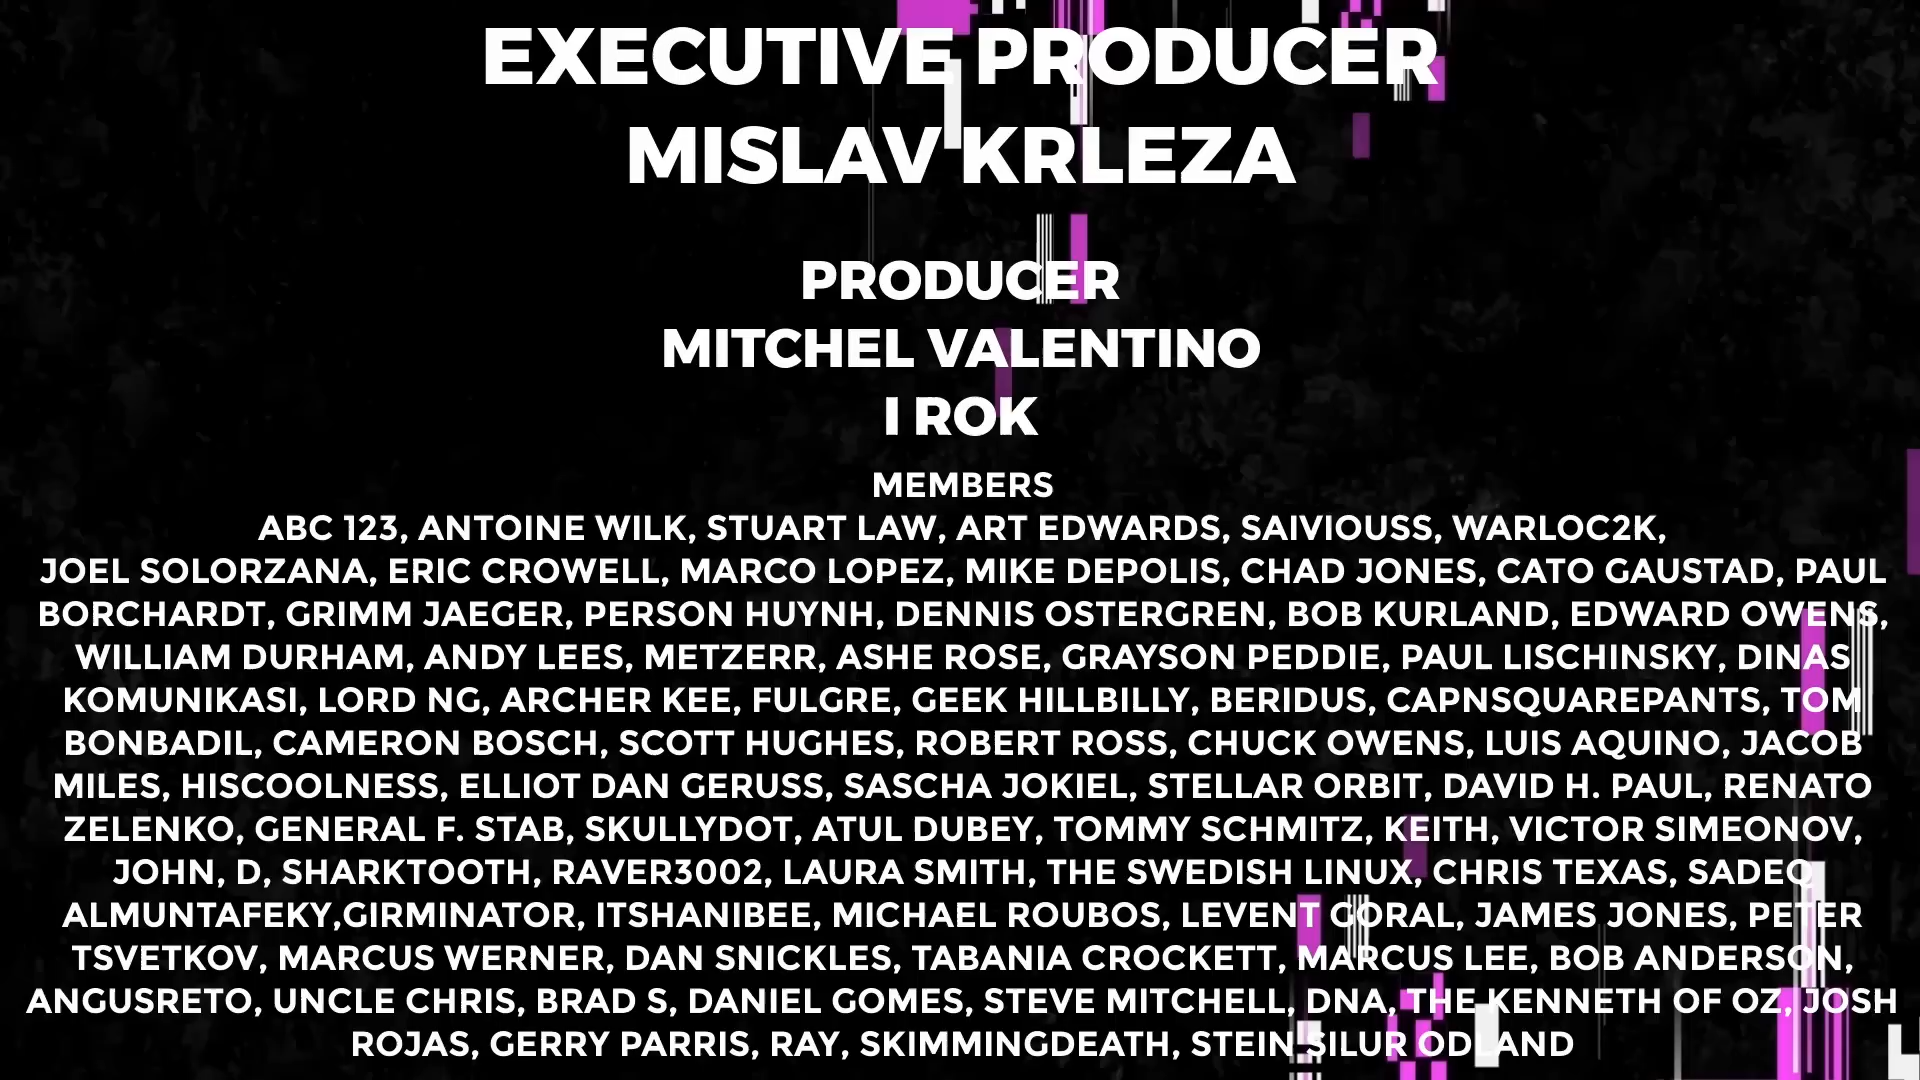 EXECUTIVE PRODUCER
MISLAV KRLEZA
PRODUCER
MITCHEL VALENTINO
I ROK
MEMBERS
ABC 123, ANTOINE WILK, STUART LAW, ART EDWARDS, SAIVIOUSS, WARLOC2K,
JOEL SOLORZANA, ERIC CROWELL, MARCO LOPEZ, MIKE DEPOLIS, CHAD JONES, CATO GAUSTAD, PAUL
BORCHARDT, GRIMM JAEGER, PERSON HUYNH, DENNIS OSTERGREN, BOB KURLAND, EDWARD OWENS,
WILLIAM DURHAM, ANDY LEES, METZERR, ASHE ROSE, GRAYSON PEDDIE, PAUL LISCHINSKY, DINAS
KOMUNIKASI, LORD NG, ARCHER KEE, FULGRE, GEEK HILLBILLY, BERIDUS, CAPNSQUAREPANTS, TOM
BONBADIL, CAMERON BOSCH, SCOTT HUGHES, ROBERT ROSS, CHUCK OWENS, LUIS AQUINO, JACOB
MILES, HISCOOLNESS, ELLIOT DAN GERUSS, SASCHA JOKIEL, STELLAR ORBIT, DAVID H. PAUL, RENATO
ZELENKO, GENERAL F. STAB, SKULLYDOT, ATUL DUBEY, TOMMY SCHMITZ, KEITH, VICTOR SIMEONOV,
JOHN, D, SHARKTOOTH, RAVER3002, LAURA SMITH, THE SWEDISH LINUX, CHRIS TEXAS, SADEQ
ALMUNTAFEKY,GIRMINATOR, ITSHANIBEE, MICHAEL ROUBOS, LEVENT GORAL, JAMES JONES, PETER
TSVETKOV, MARCUS WERNER, DAN SNICKLES, TABANIA CROCKETT, MARCUS LEE, BOB ANDERSON,
ANGUSRETO, UNCLE CHRIS, BRAD S, DANIEL GOMES, STEVE MITCHELL, DNA, THE KENNETH OF OZ, JOSH
ROJAS, GERRY PARRIS, RAY, SKIMMINGDEATH, STEIN SILUR ODLAND